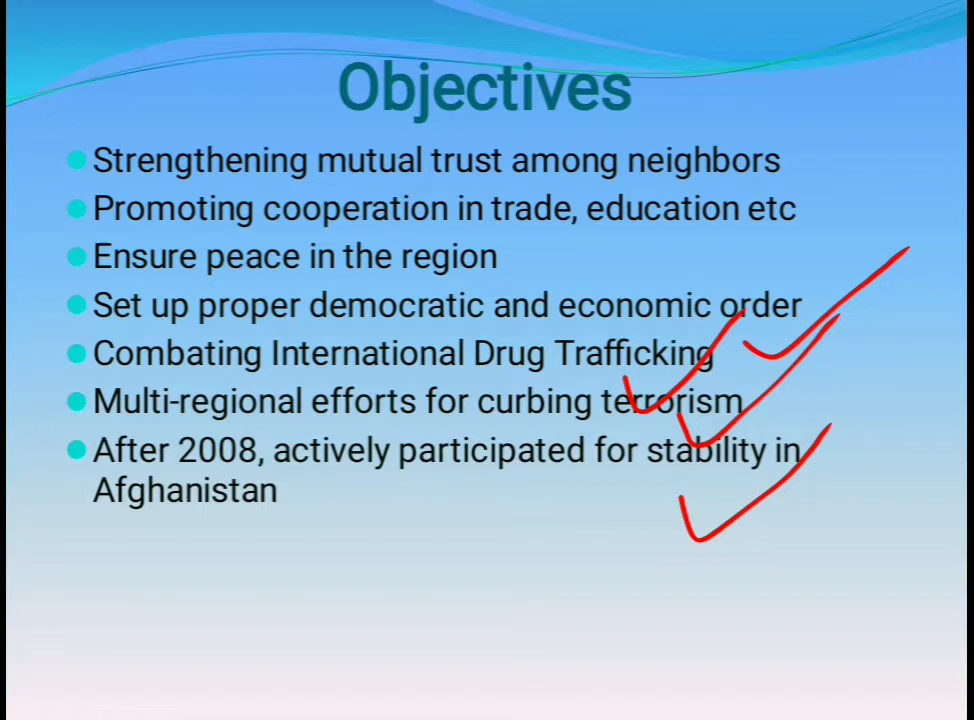 Objectives
Strengthening mutual trust among neighbors
Promoting cooperation in trade, education etc
Ensure peace in the region
Set up proper democratic and economic order
Combating International Drug Trafficking
Multi-regional efforts for curbing terrorism
After 2008, actively participated for stability in
Afghanistan